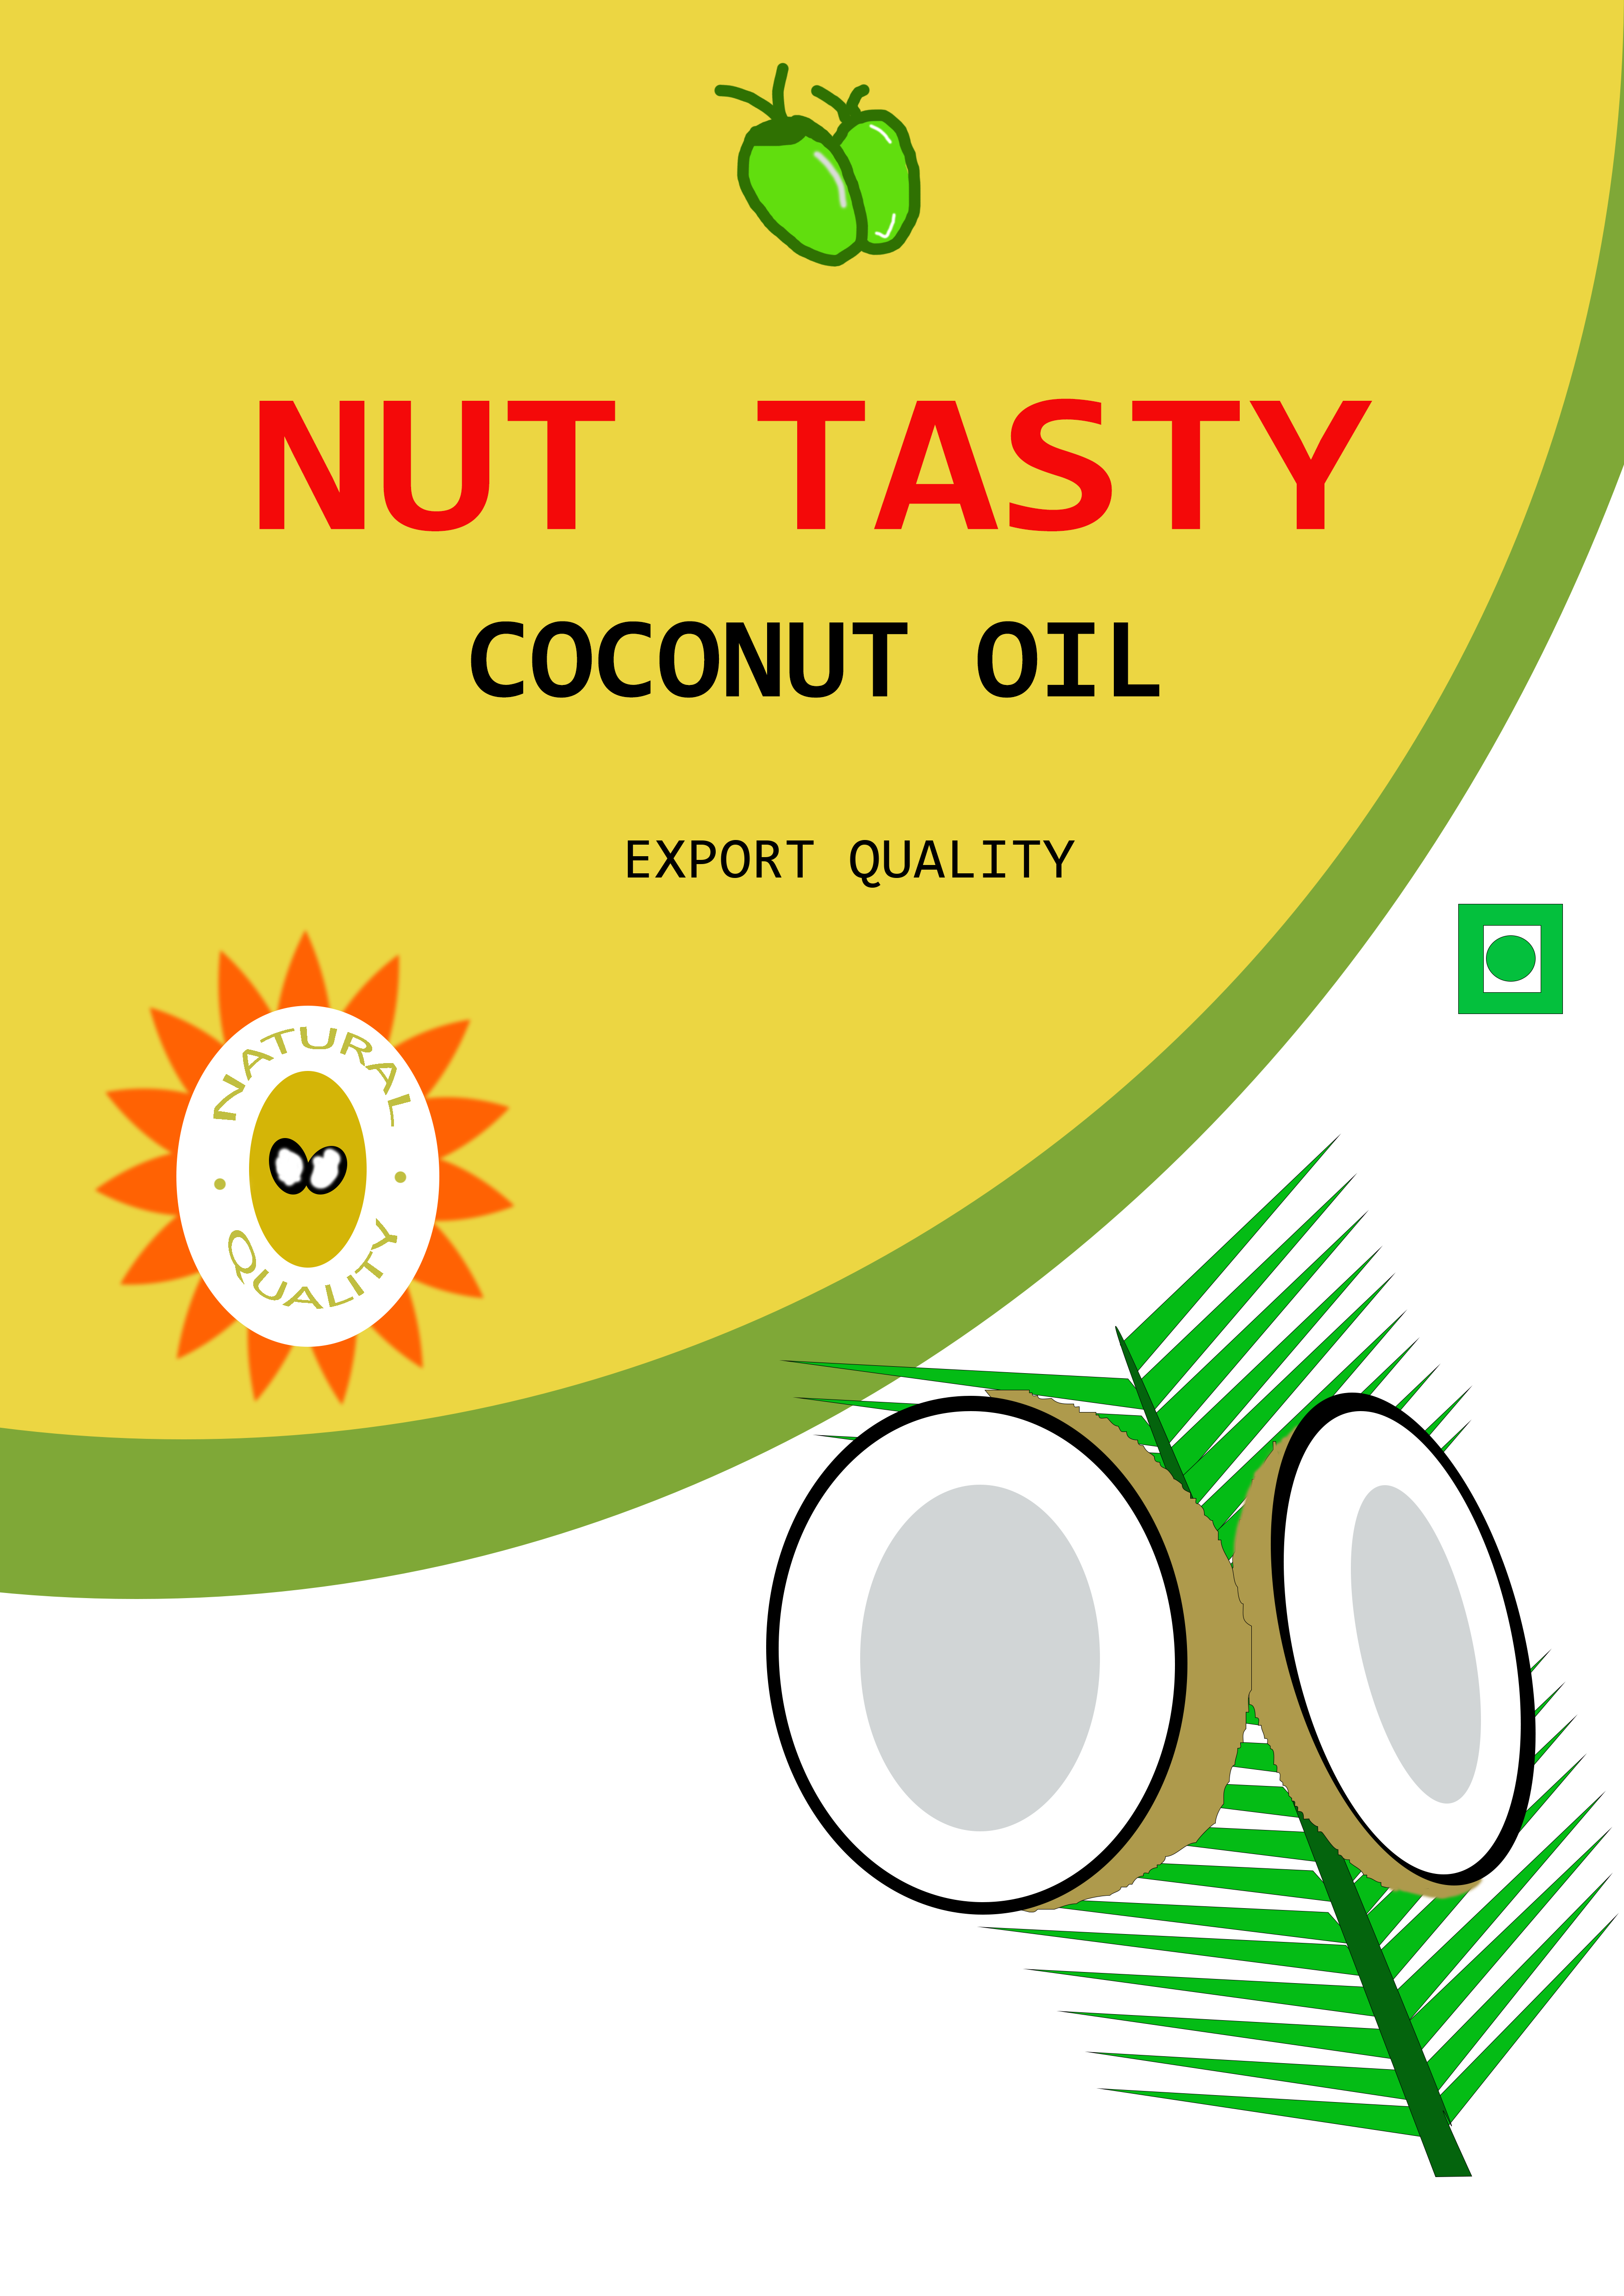 NUT TASTY
COCONUT OIL
EXPORT QUALITY
NATURAL
QUALITY